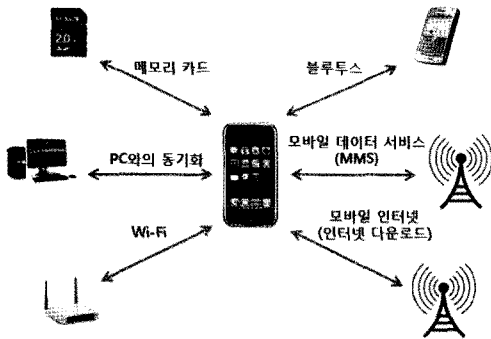 2.0
메모리 카드
블루투스
PC와의 동기화
모바일 데이터 서비스
(MMS)
Wi-Fi
모바일 인터넷
(인터넷 다운로드)